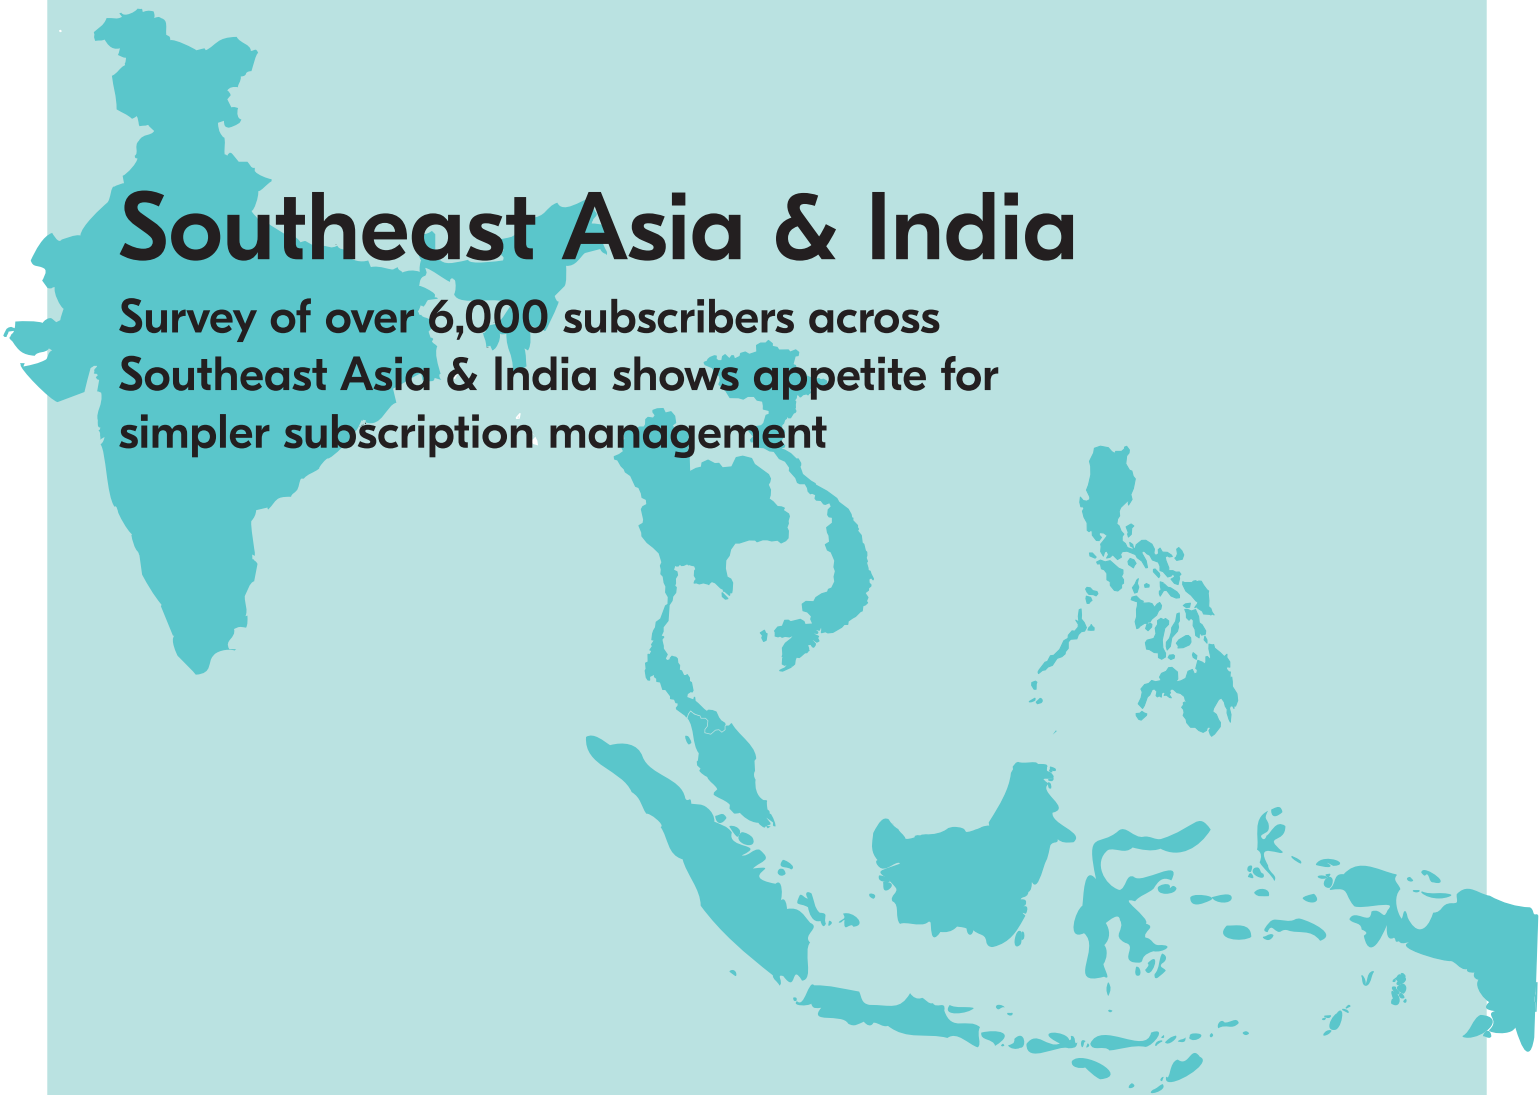 Southeast Asia & India
Survey of over 6,000 subscribers across
Southeast Asia & India shows appetite for
simpler subscription management